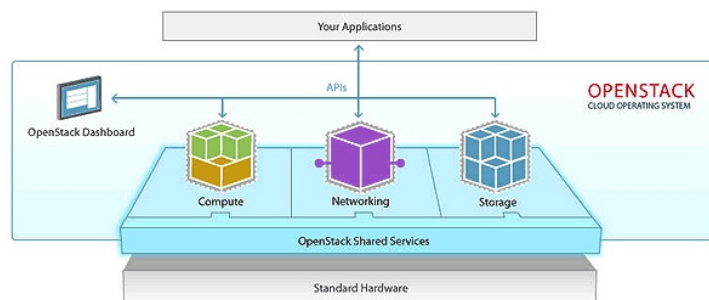 Your Applications
APIs
OPENSTACK
CLOUD OPERATING SYSTEM
OpenStack Dashboard
Compute
Networking
Storage
OpenStack Shared Services
Standard Hardware